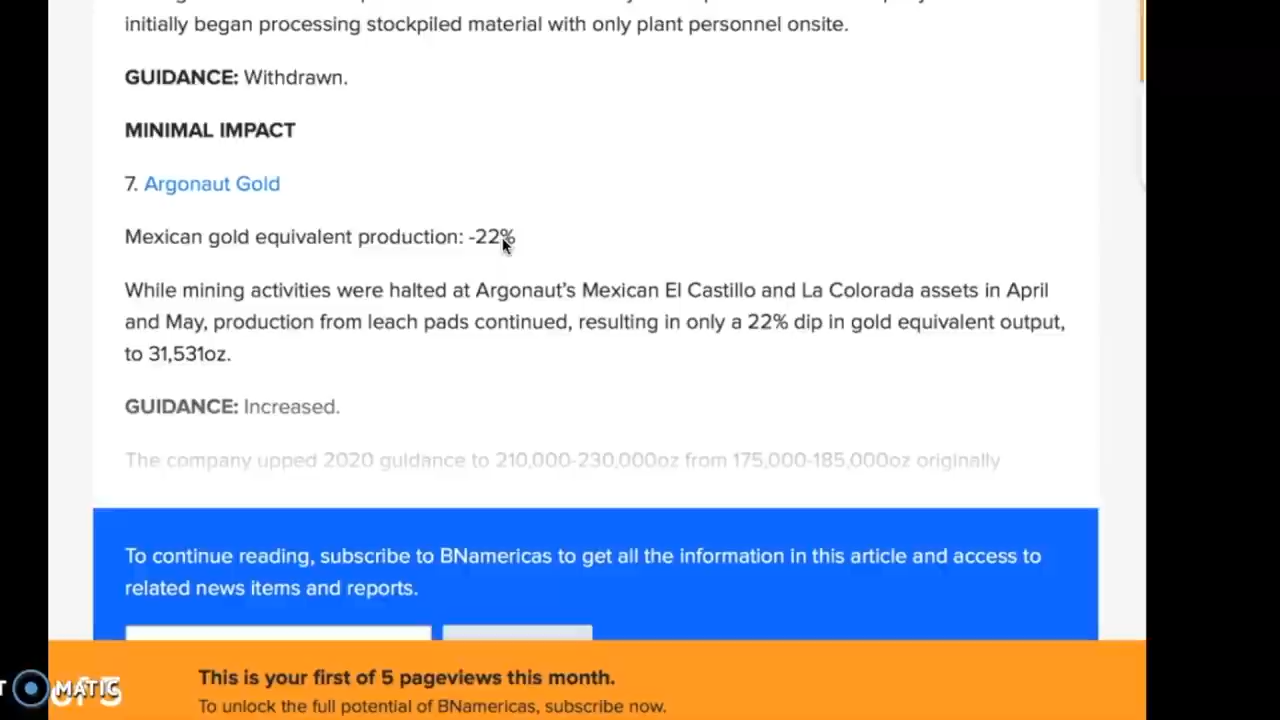 initially began processing stockpiled material with only plant personnel onsite.
GUIDANCE: Withdrawn.
MINIMAL IMPACT
7. Argonaut Gold
Mexican gold equivalent production: -22%
While mining activities were halted at Argonaut’s Mexican El Castillo and La Colorada assets in April
and May, production from leach pads continued, resulting in only a 22% dip in gold equivalent output,
to 31,531oz.
GUIDANCE: Increased.
The company upped 2020 guidance to 210,000-230,000oz from 175,000-185,000oz originally
To continue reading, subscribe to BNamericas to get all the information in this article and access to
related news items and reports.
This is your first of 5 pageviews this month.
To unlock the full potential of BNamericas, subscribe now.